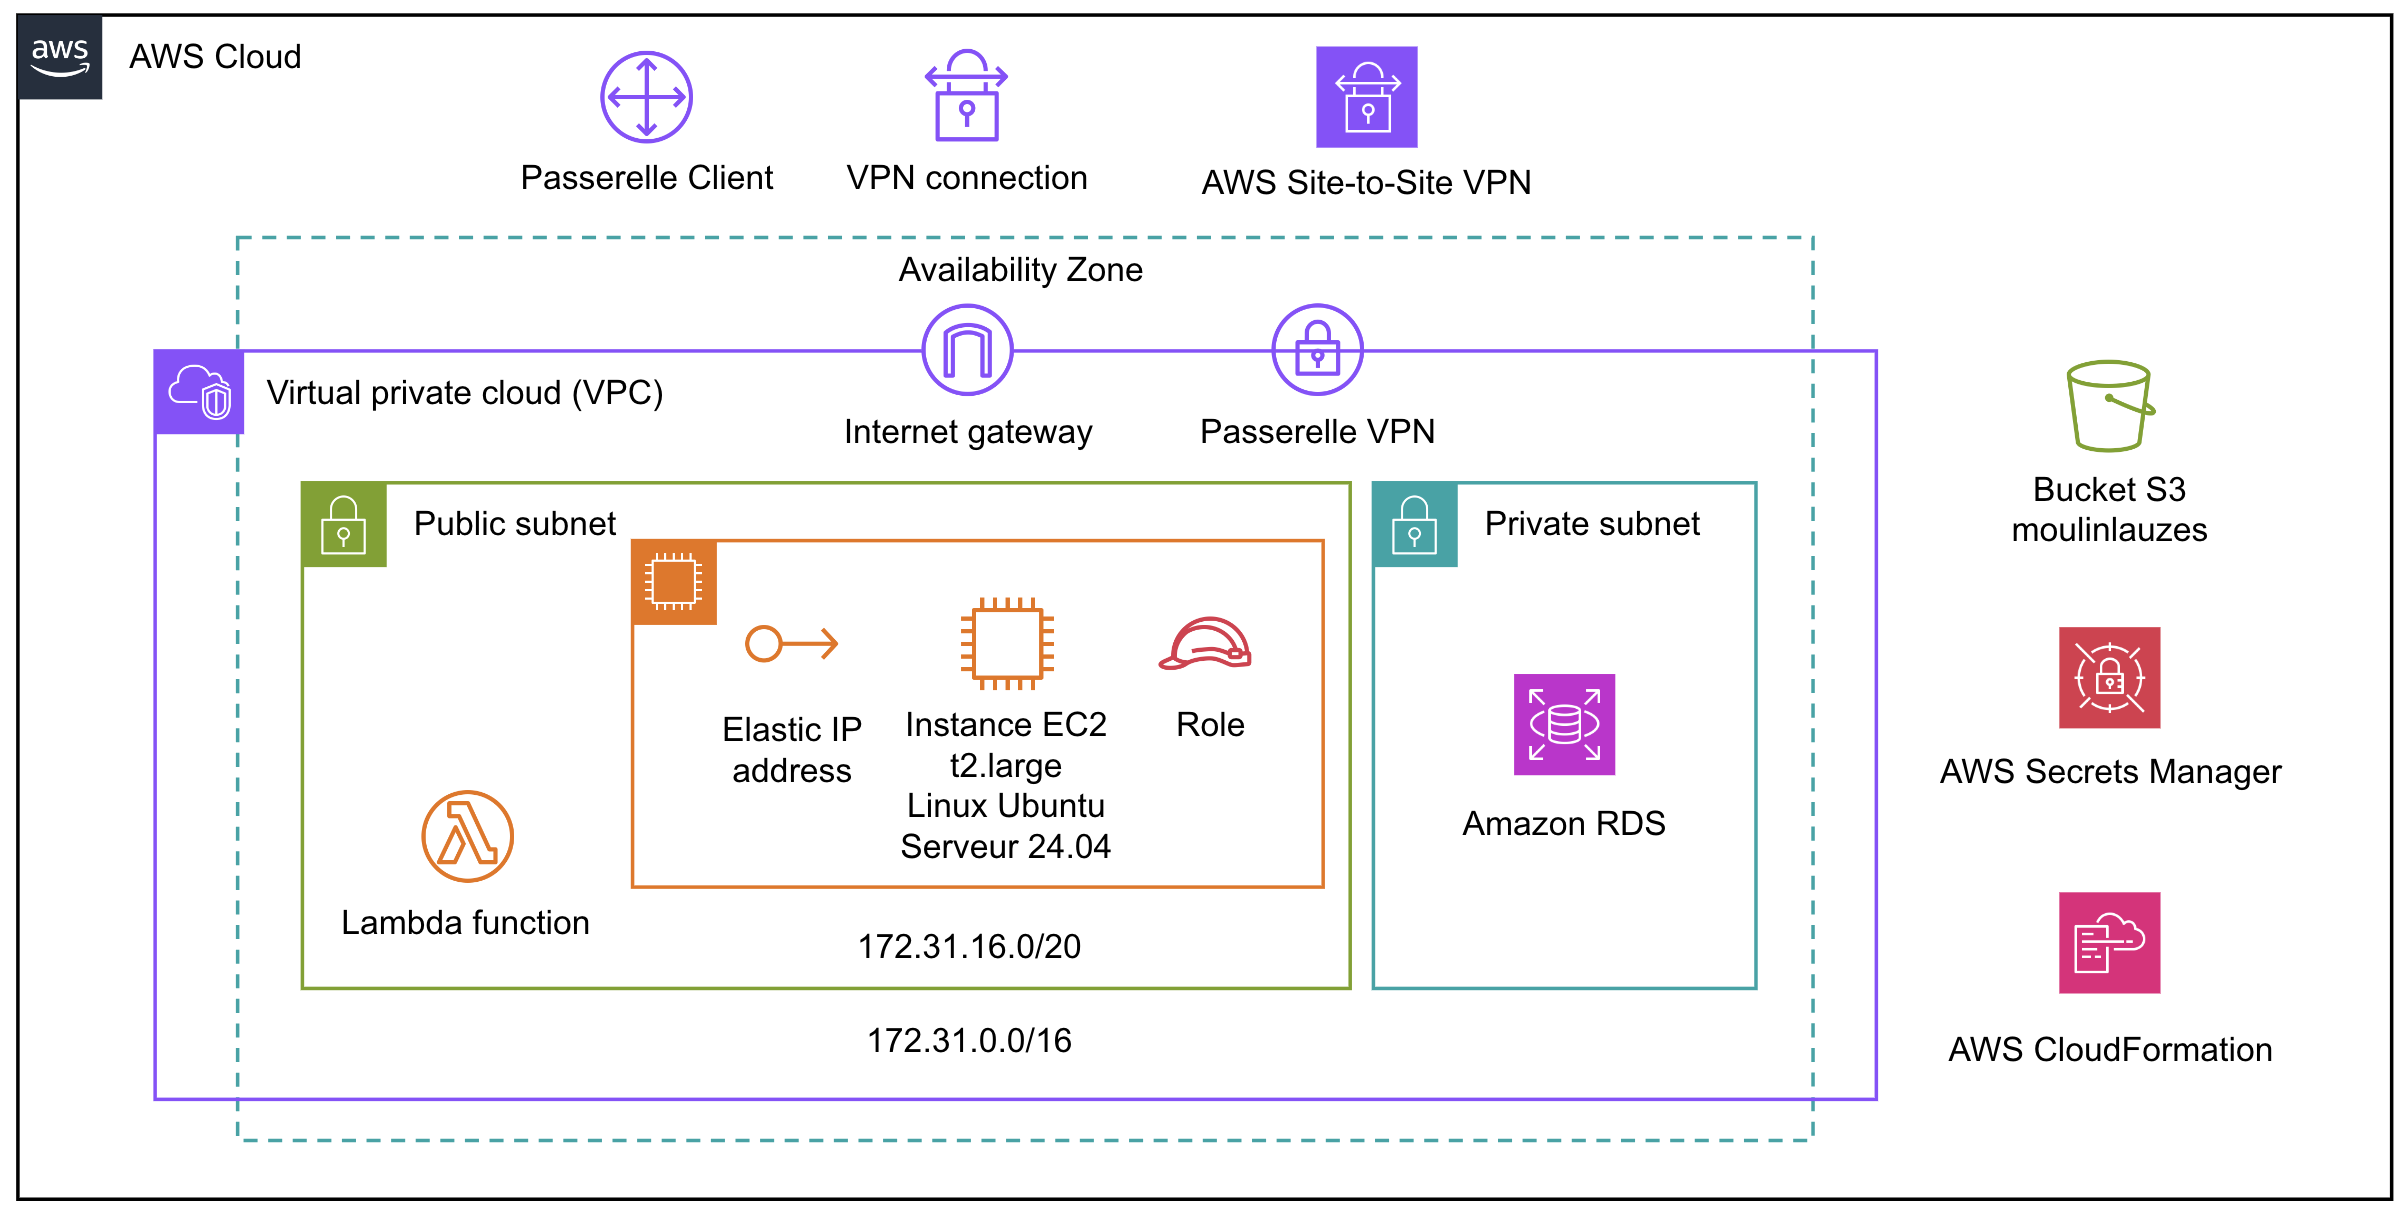 aws
AWS Cloud
Passerelle Client
VPN connection
AWS Site-to-Site VPN
Availability Zone
Virtual private cloud (VPC)
Internet gateway
Passerelle VPN
Public subnet
Private subnet
Elastic IP
address
Instance EC2
t2.large
Linux Ubuntu
Serveur 24.04
Role
Lambda function
172.31.16.0/20
Amazon RDS
172.31.0.0/16
Bucket S3
moulinlauzes
AWS Secrets Manager
AWS CloudFormation